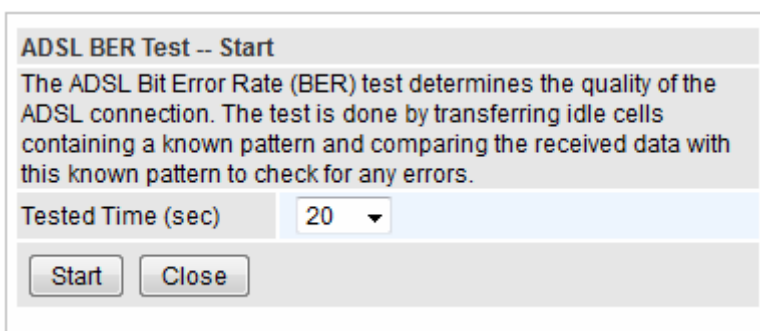 ADSL BER Test -- Start
The ADSL Bit Error Rate (BER) test determines the quality of the
ADSL connection. The test is done by transferring idle cells
containing a known pattern and comparing the received data with
this known pattern to check for any errors.
Tested Time (sec) 20
Start Close